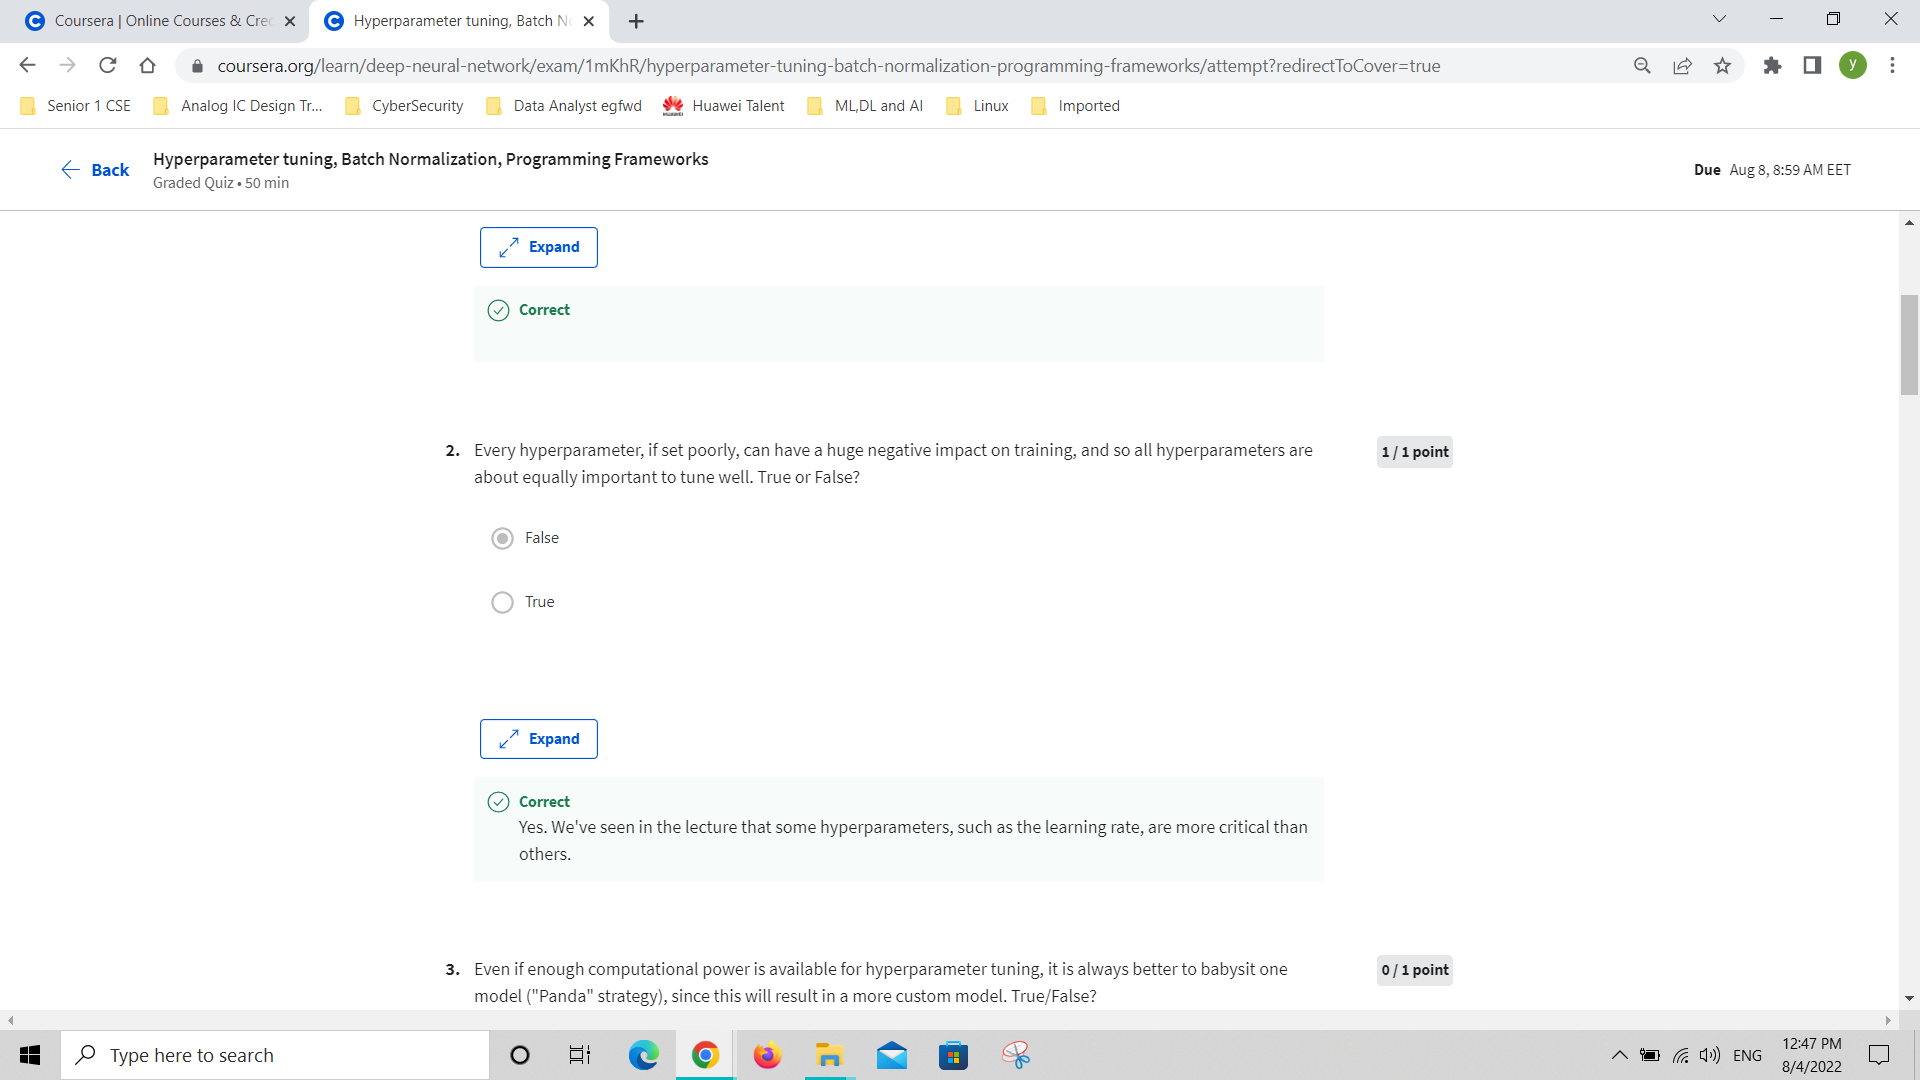 Coursera | Online Courses & Cre
Hyperparameter tuning, Batch N
coursera.org/learn/deep-neural-network/exam/1mKhR/hyperparameter-tuning-batch-normalization-programming-frameworks/attempt?redirectToCover=true
y
Senior 1 CSE
Analog IC Design Tr...
CyberSecurity
Data Analyst egfwd
Huawei Talent
ML,DL and AI
Linux
Imported
Back
Hyperparameter tuning, Batch Normalization, Programming Frameworks
Graded Quiz • 50 min
Due Aug 8, 8:59 AM EET
Expand
Correct
2. Every hyperparameter, if set poorly, can have a huge negative impact on training, and so all hyperparameters are
about equally important to tune well. True or False?
1 / 1 point
False
True
Expand
Correct
Yes. We've seen in the lecture that some hyperparameters, such as the learning rate, are more critical than
others.
3. Even if enough computational power is available for hyperparameter tuning, it is always better to babysit one
model ("Panda" strategy), since this will result in a more custom model. True/False?
0 / 1 point
Type here to search
ENG
12:47 PM
8/4/2022